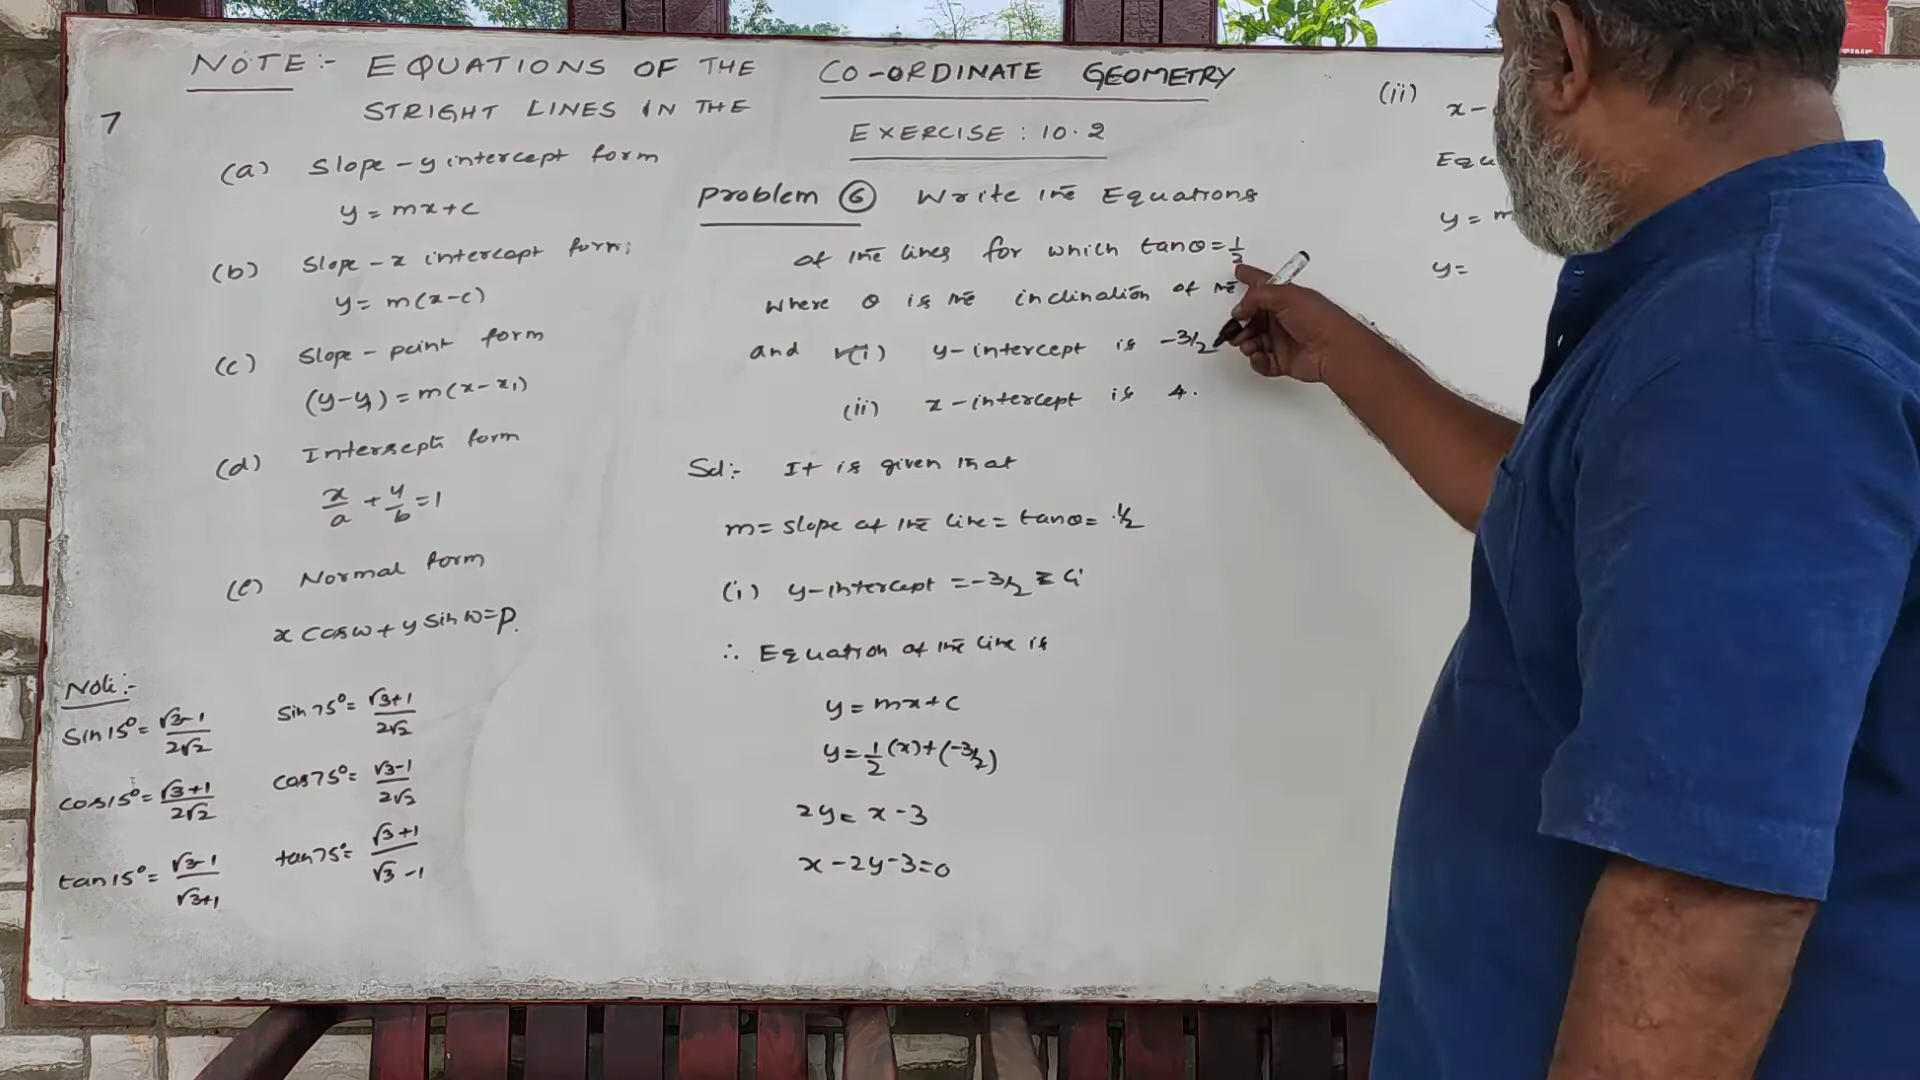 7
NOTE :- EQUATIONS OF THE
STRIGHT LINES IN THE
(a) Slope - y intercept form
y = mx+c
(b) Slope - x intercept form:
y = m(x-c)
(c) Slope - point form
(y-y₁) = m(x-x₁)
(d) Intersept form
x/a + y/b = 1
(e) Normal form
x cosω + y sinω = p.
Note:-
sin15° = √3-1/2√2 sin75° = √3+1/2√2
cos15° = √3+1/2√2 cos75° = √3-1/2√2
tan15° = √3-1/√3+1 tan75° = √3+1/√3-1
CO-ORDINATE GEOMETRY
EXERCISE : 10.2
Problem ⑥ Write the Equations
of the lines for which tanθ = 1/2
where θ is the inclination of the
and (i) y-intercept is -3/2
(ii) x-intercept is 4.
Sol:- It is given that
m = slope of the line = tanθ = 1/2
(i) y-intercept = -3/2 = c,
∴ Equation of the line is
y = mx+c
y = 1/2 (x) + (-3/2)
2y = x - 3
x - 2y - 3 = 0
(ii) x -
Equ
y = m
y =